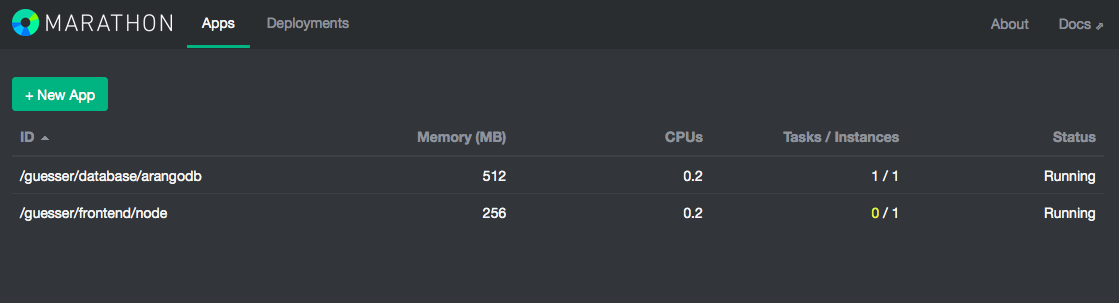 MARATHON Apps Deployments About Docs
+ New App
ID Memory (MB) CPUs Tasks / Instances Status
/guesser/database/arangodb 512 0.2 1 / 1 Running
/guesser/frontend/node 256 0.2 0 / 1 Running